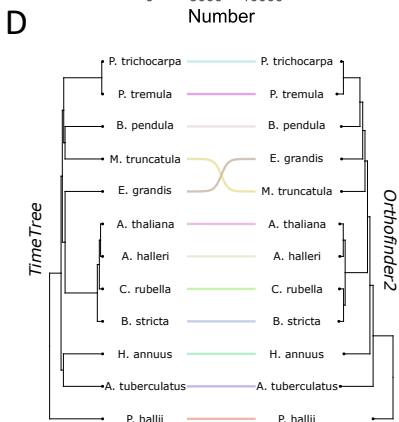 Number
D
P. trichocarpa P. trichocarpa
P. tremula P. tremula
B. pendula B. pendula
M. truncatula E. grandis
E. grandis M. truncatula
A. thaliana A. thaliana
A. halleri A. halleri
C. rubella C. rubella
B. stricta B. stricta
H. annuus H. annuus
A. tuberculatus A. tuberculatus
P. hallii P. hallii
TimeTree
Orthofinder2